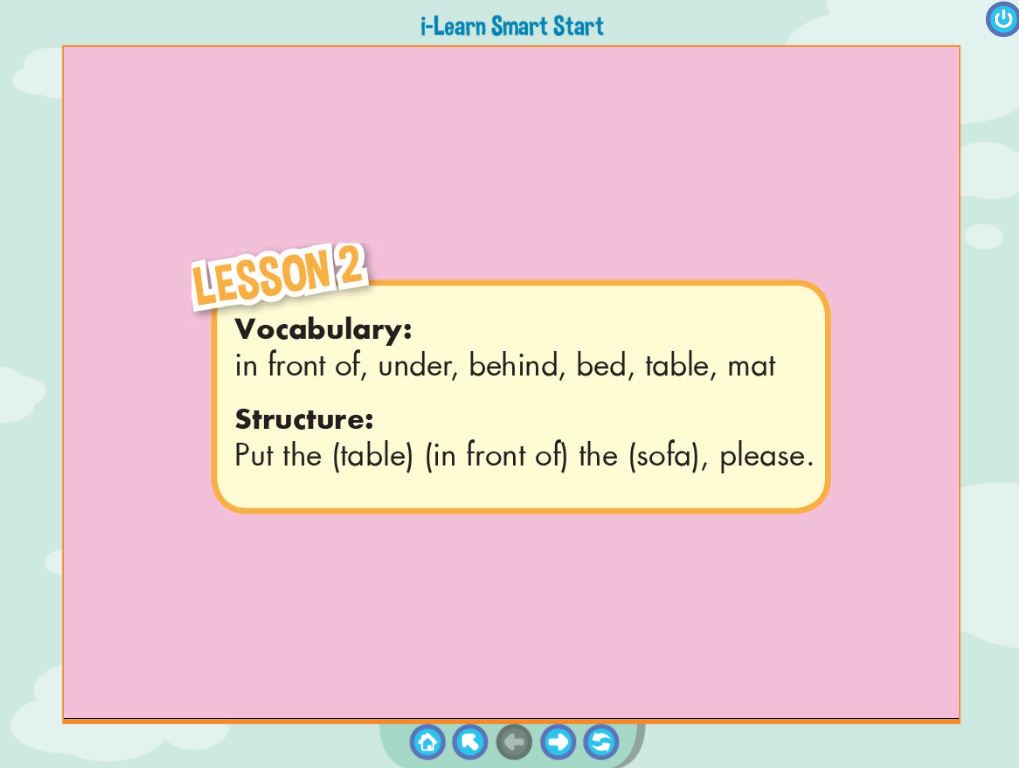 i-Learn Smart Start
LESSON 2
Vocabulary:
in front of, under, behind, bed, table, mat
Structure:
Put the (table) (in front of) the (sofa), please.